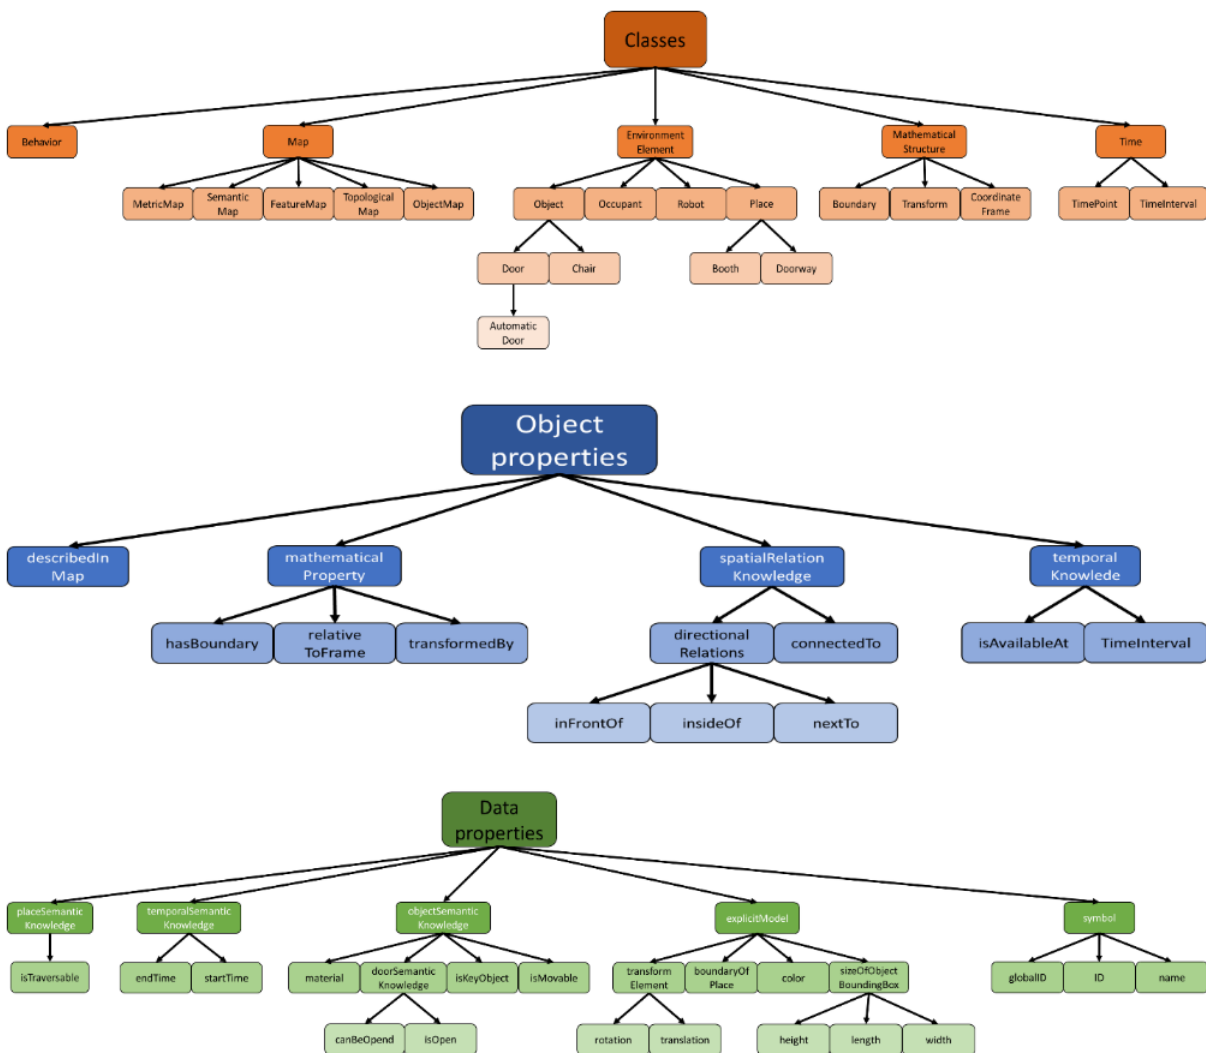 Classes
Behavior
Map
Environment
Element
Mathematical
Structure
Time
MetricMap
Semantic
Map
FeatureMap
Topological
Map
ObjectMap
Object
Occupant
Robot
Place
Boundary
Transform
Coordinate
Frame
TimePoint
TimeInterval
Door
Chair
Booth
Doorway
Automatic
Door
Object
properties
describedIn
Map
mathematical
Property
spatialRelation
Knowledge
temporal
Knowlede
hasBoundary
relative
ToFrame
transformedBy
directional
Relations
connectedTo
isAvailableAt
TimeInterval
inFrontOf
insideOf
nextTo
Data
properties
placeSemantic
Knowledge
temporalSemantic
Knowledge
objectSemantic
Knowledge
explicitModel
symbol
isTraversable
endTime
startTime
material
doorSemantic
Knowledge
isKeyObject
isMovable
transform
Element
boundaryOf
Place
color
sizeOfObject
BoundingBox
globalID
ID
name
canBeOpend
isOpen
rotation
translation
height
length
width